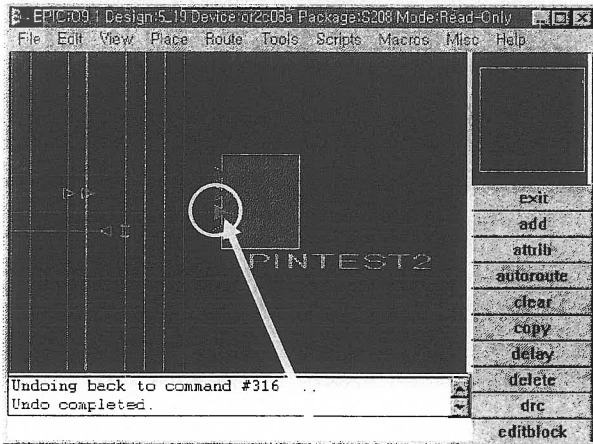 EPIC:09.1 Design:5_19 Device:or2c08a Package:S208 Mode:Read-Only
File Edit View Place Route Tools Scripts Macros Misc Help
PINTEST2
exit
add
attrib
autoroute
clear
copy
delay
delete
drc
editblock
Undoing back to command #316 ..
Undo completed.